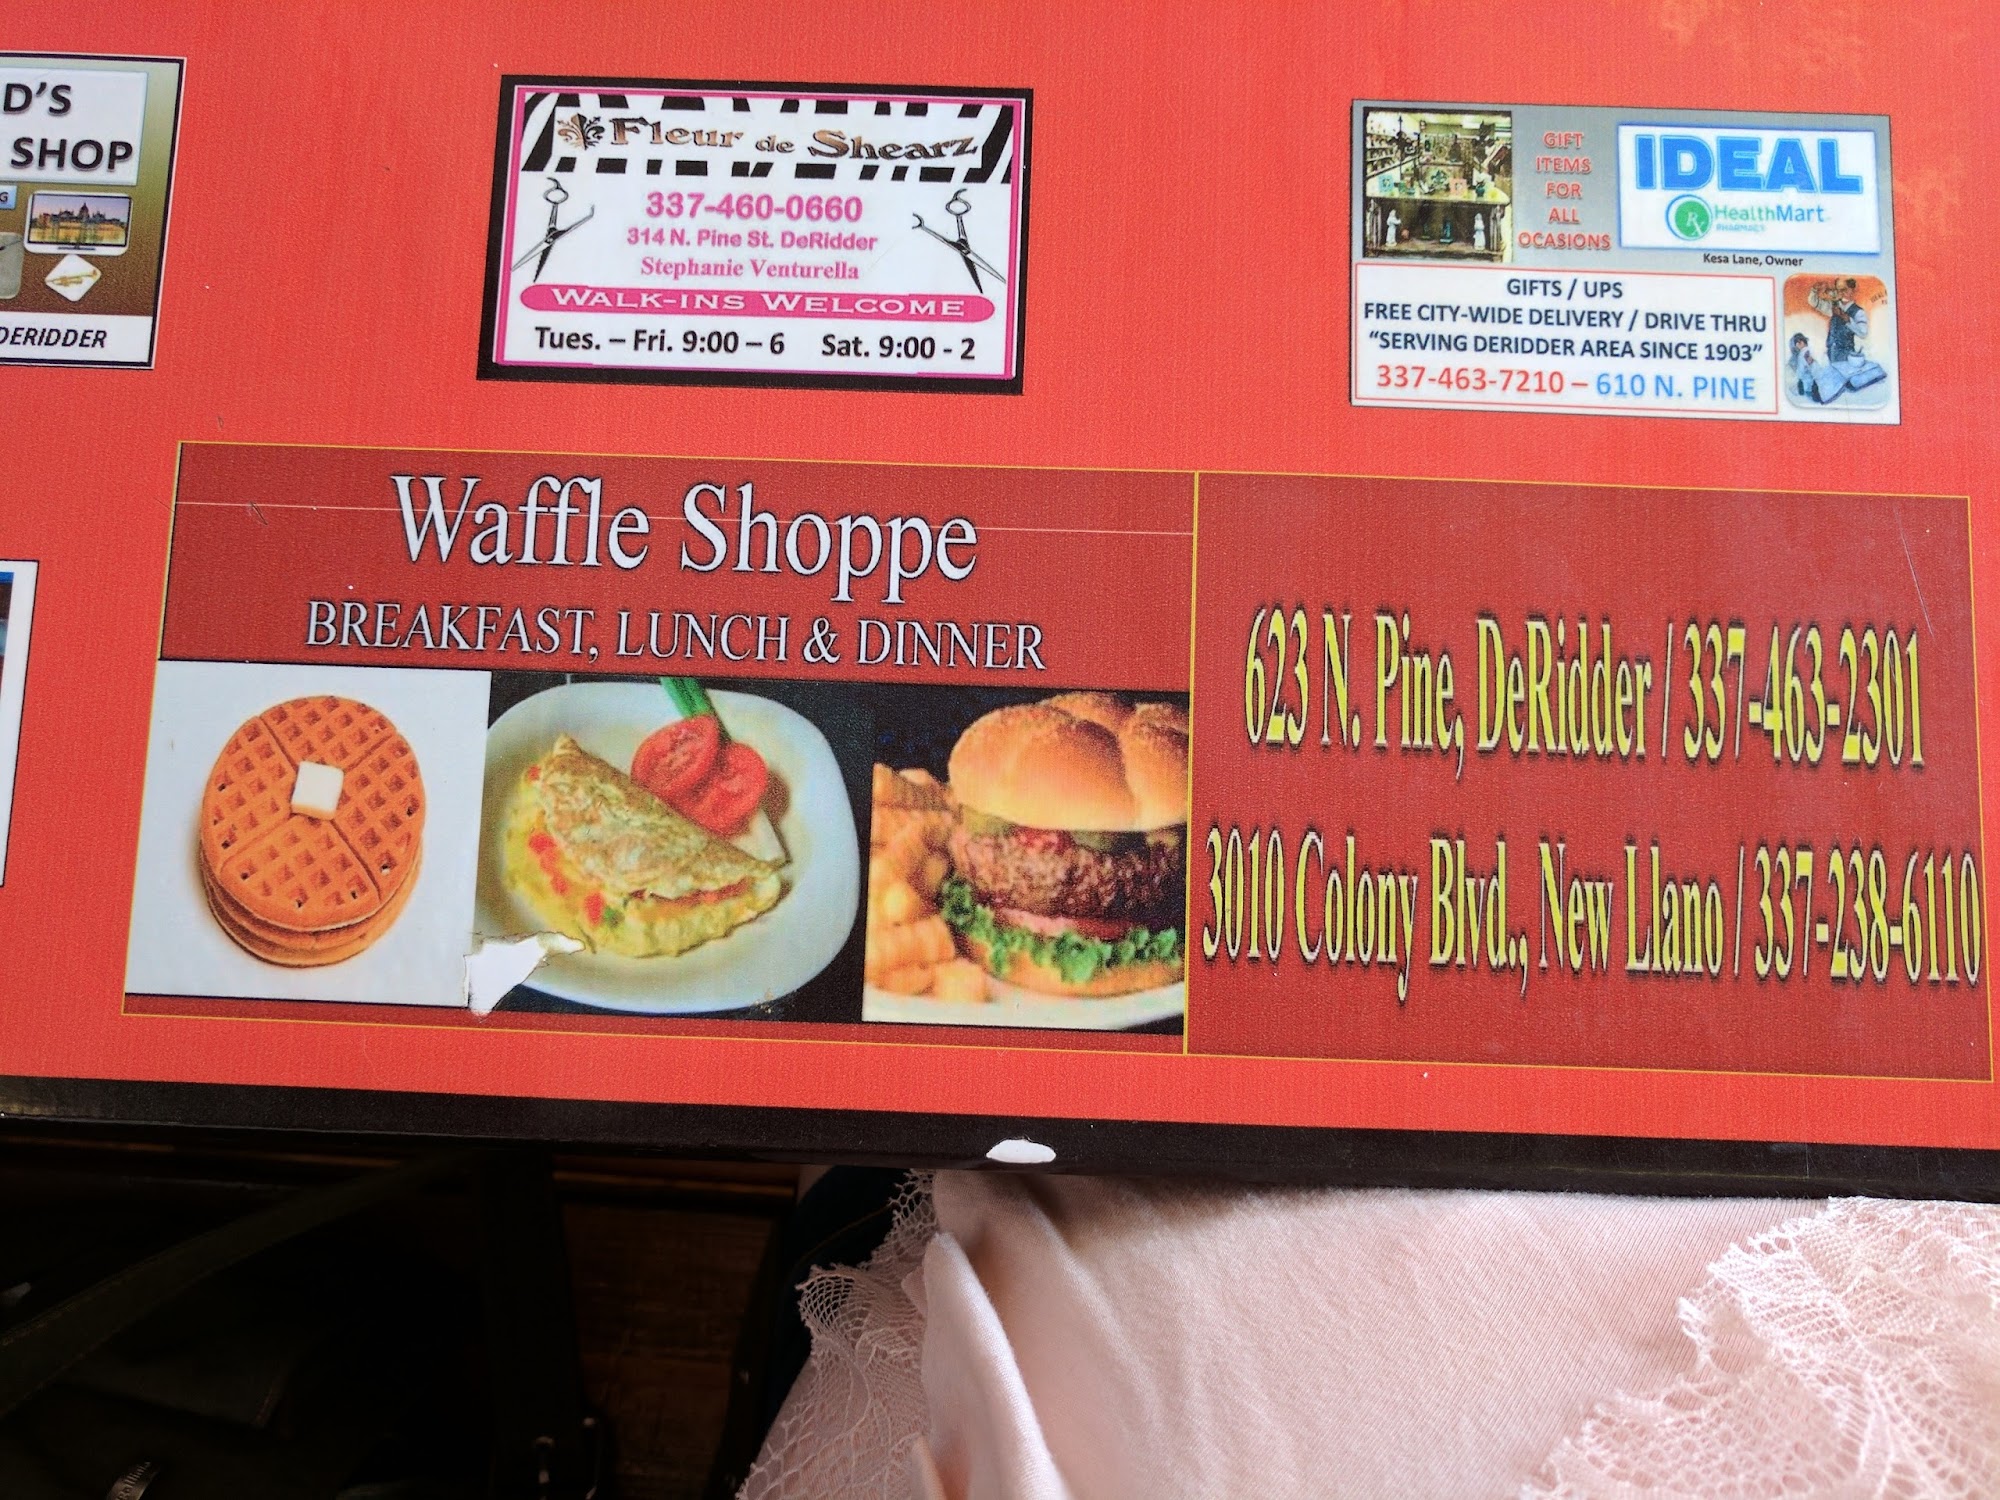 D'S
SHOP
G
DERIDDER
Fleur de Shearz
337-460-0660
314 N. Pine St. DeRidder
Stephanie Venturella
WALK-INS WELCOME
Tues. – Fri. 9:00 – 6 Sat. 9:00 - 2
GIFT
ITEMS
FOR
ALL
OCASIONS
IDEAL
Rx HealthMart
PHARMACY
Kesa Lane, Owner
GIFTS / UPS
FREE CITY-WIDE DELIVERY / DRIVE THRU
"SERVING DERIDDER AREA SINCE 1903"
337-463-7210 – 610 N. PINE
Waffle Shoppe
BREAKFAST, LUNCH & DINNER
623 N. Pine, DeRidder / 337-463-2301
3010 Colony Blvd., New Llano / 337-238-6110